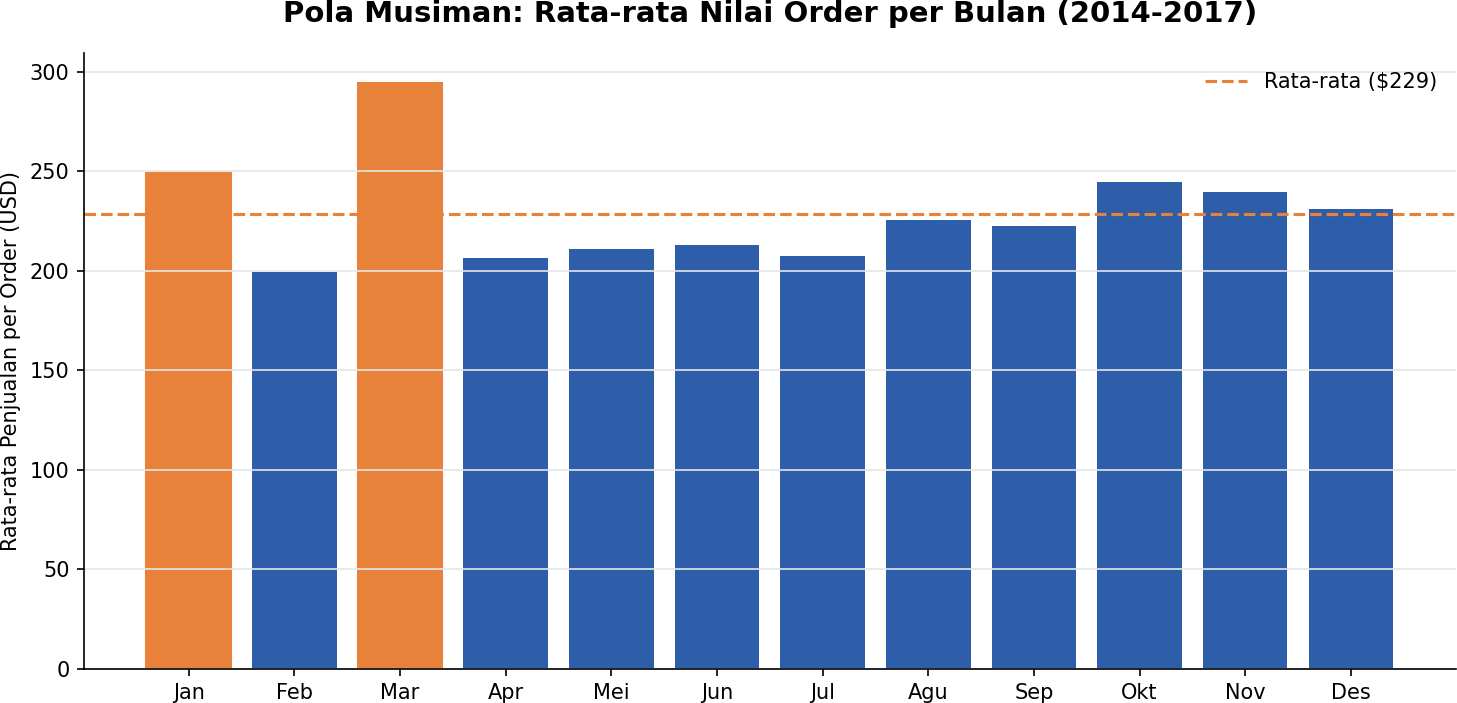 Pola Musiman: Rata-rata Nilai Order per Bulan (2014-2017)
Rata-rata Penjualan per Order (USD)
300
250
200
150
100
50
0
Rata-rata ($229)
Jan Feb Mar Apr Mei Jun Jul Agu Sep Okt Nov Des